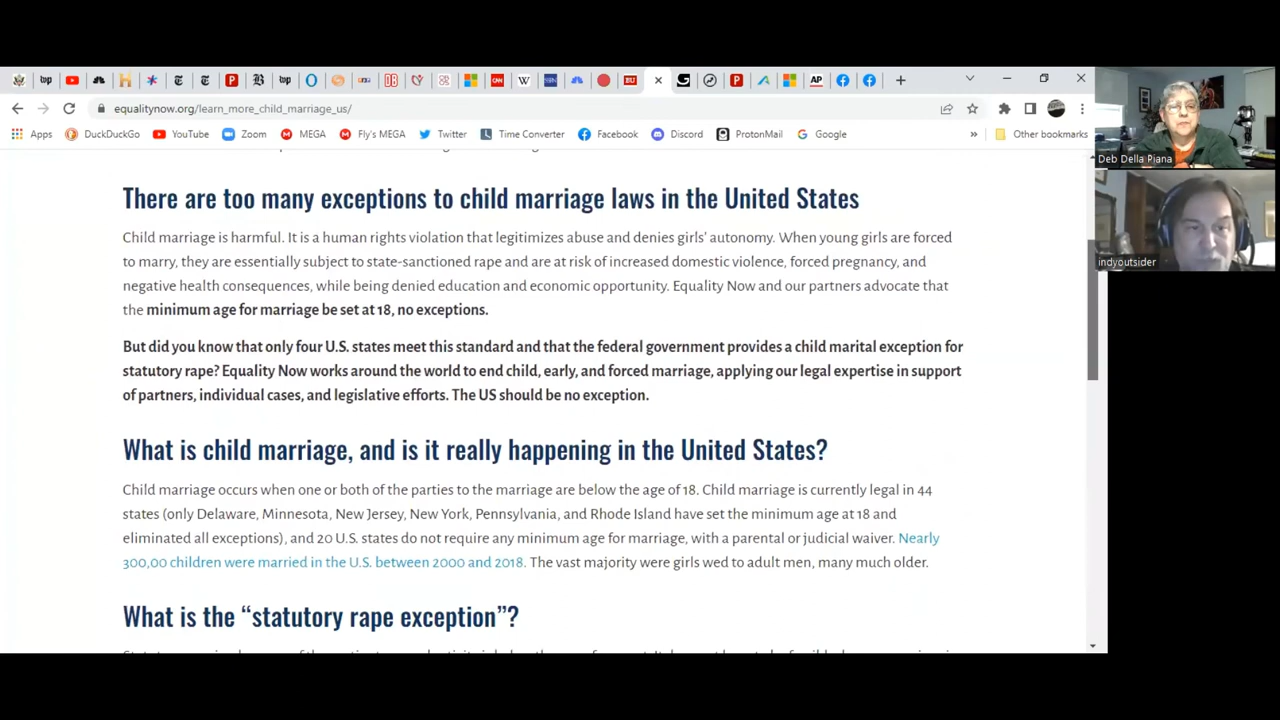 equalitynow.org/learn_more_child_marriage_us/
Apps DuckDuckGo YouTube Zoom MEGA Fly's MEGA Twitter Time Converter Facebook Discord ProtonMail Google » Other bookmarks
Deb Della Piana
indyoutsider
There are too many exceptions to child marriage laws in the United States
Child marriage is harmful. It is a human rights violation that legitimizes abuse and denies girls' autonomy. When young girls are forced
to marry, they are essentially subject to state-sanctioned rape and are at risk of increased domestic violence, forced pregnancy, and
negative health consequences, while being denied education and economic opportunity. Equality Now and our partners advocate that
the minimum age for marriage be set at 18, no exceptions.
But did you know that only four U.S. states meet this standard and that the federal government provides a child marital exception for
statutory rape? Equality Now works around the world to end child, early, and forced marriage, applying our legal expertise in support
of partners, individual cases, and legislative efforts. The US should be no exception.
What is child marriage, and is it really happening in the United States?
Child marriage occurs when one or both of the parties to the marriage are below the age of 18. Child marriage is currently legal in 44
states (only Delaware, Minnesota, New Jersey, New York, Pennsylvania, and Rhode Island have set the minimum age at 18 and
eliminated all exceptions), and 20 U.S. states do not require any minimum age for marriage, with a parental or judicial waiver. Nearly
300,00 children were married in the U.S. between 2000 and 2018. The vast majority were girls wed to adult men, many much older.
What is the “statutory rape exception”?